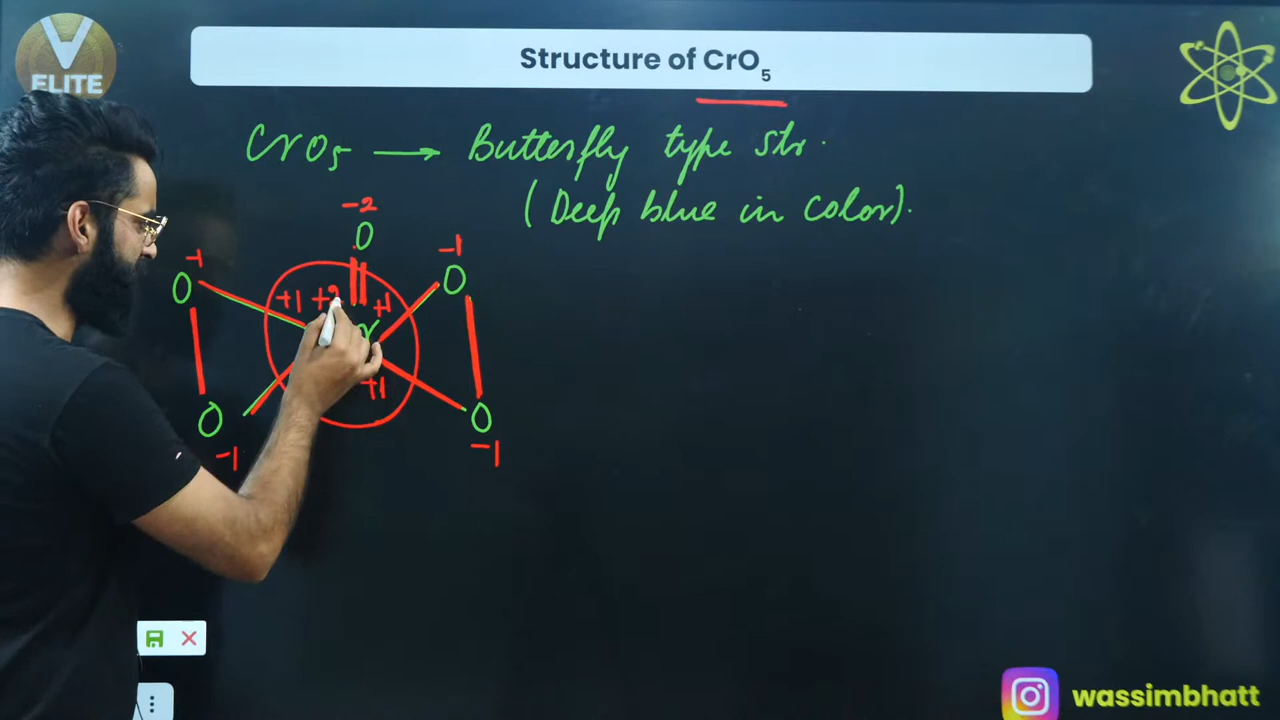 ELITE
Structure of CrO₅
CrO₅ → Butterfly type str.
(Deep blue in color).
-2
O
-1 -1
O O
+1 +2 +1
r
+1
O O
-1 -1
wassimbhatt